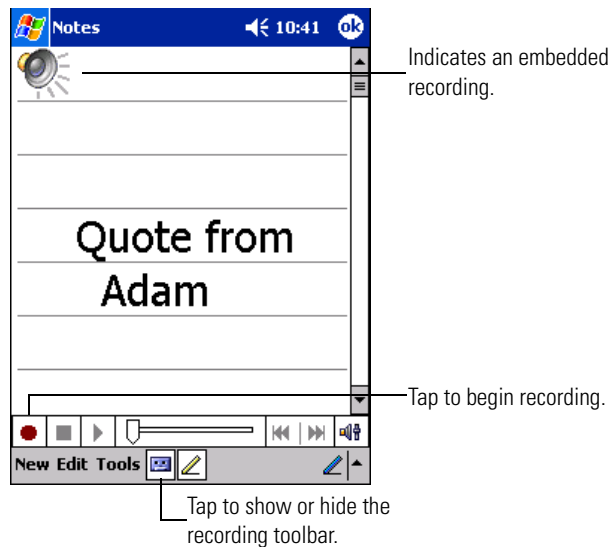 Notes 10:41 ok
Indicates an embedded
recording.
Quote from
Adam
Tap to begin recording.
New Edit Tools
Tap to show or hide the
recording toolbar.